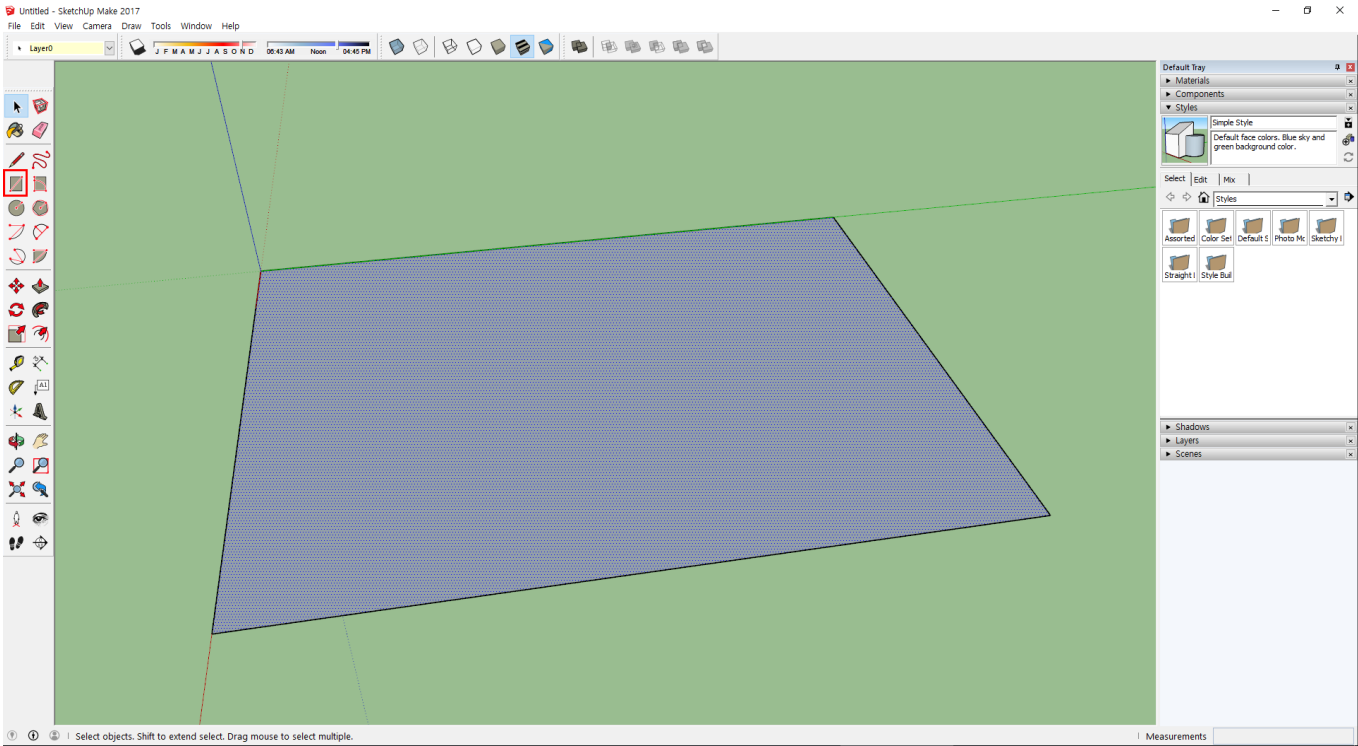 Untitled - SketchUp Make 2017
File Edit View Camera Draw Tools Window Help
Layer0
J F M A M J J A S O N D 06:43 AM Noon 04:45 PM
Default Tray
Materials
Components
Styles
Simple Style
Default face colors. Blue sky and
green background color.
Select Edit Mix
Styles
Assorted Color Set Default S Photo Mc Sketchy I
Straight I Style Buil
Shadows
Layers
Scenes
A1
Select objects. Shift to extend select. Drag mouse to select multiple.
Measurements